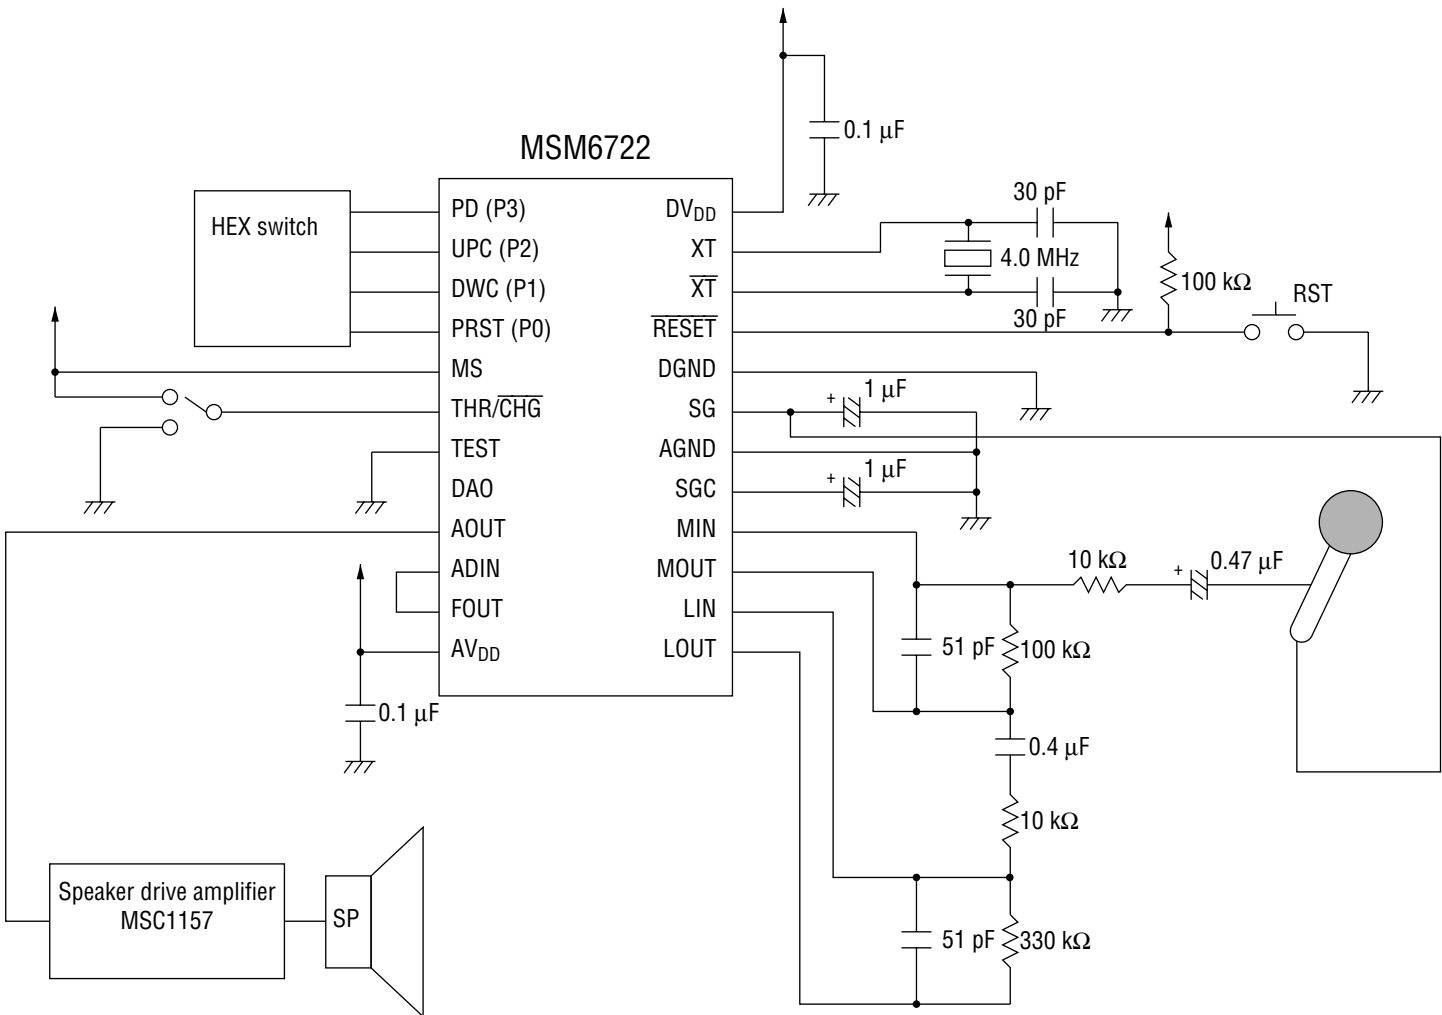 MSM6722
HEX switch
PD (P3)
UPC (P2)
DWC (P1)
PRST (P0)
MS
THR/C̅H̅G̅
TEST
DAO
AOUT
ADIN
FOUT
AVDD
DVDD
XT
X̅T̅
R̅E̅S̅E̅T̅
DGND
SG
AGND
SGC
MIN
MOUT
LIN
LOUT
0.1 μF
30 pF
4.0 MHz
30 pF
100 kΩ
RST
+ 1 μF
+ 1 μF
10 kΩ
+ 0.47 μF
51 pF
100 kΩ
0.4 μF
10 kΩ
51 pF
330 kΩ
0.1 μF
Speaker drive amplifier
MSC1157
SP